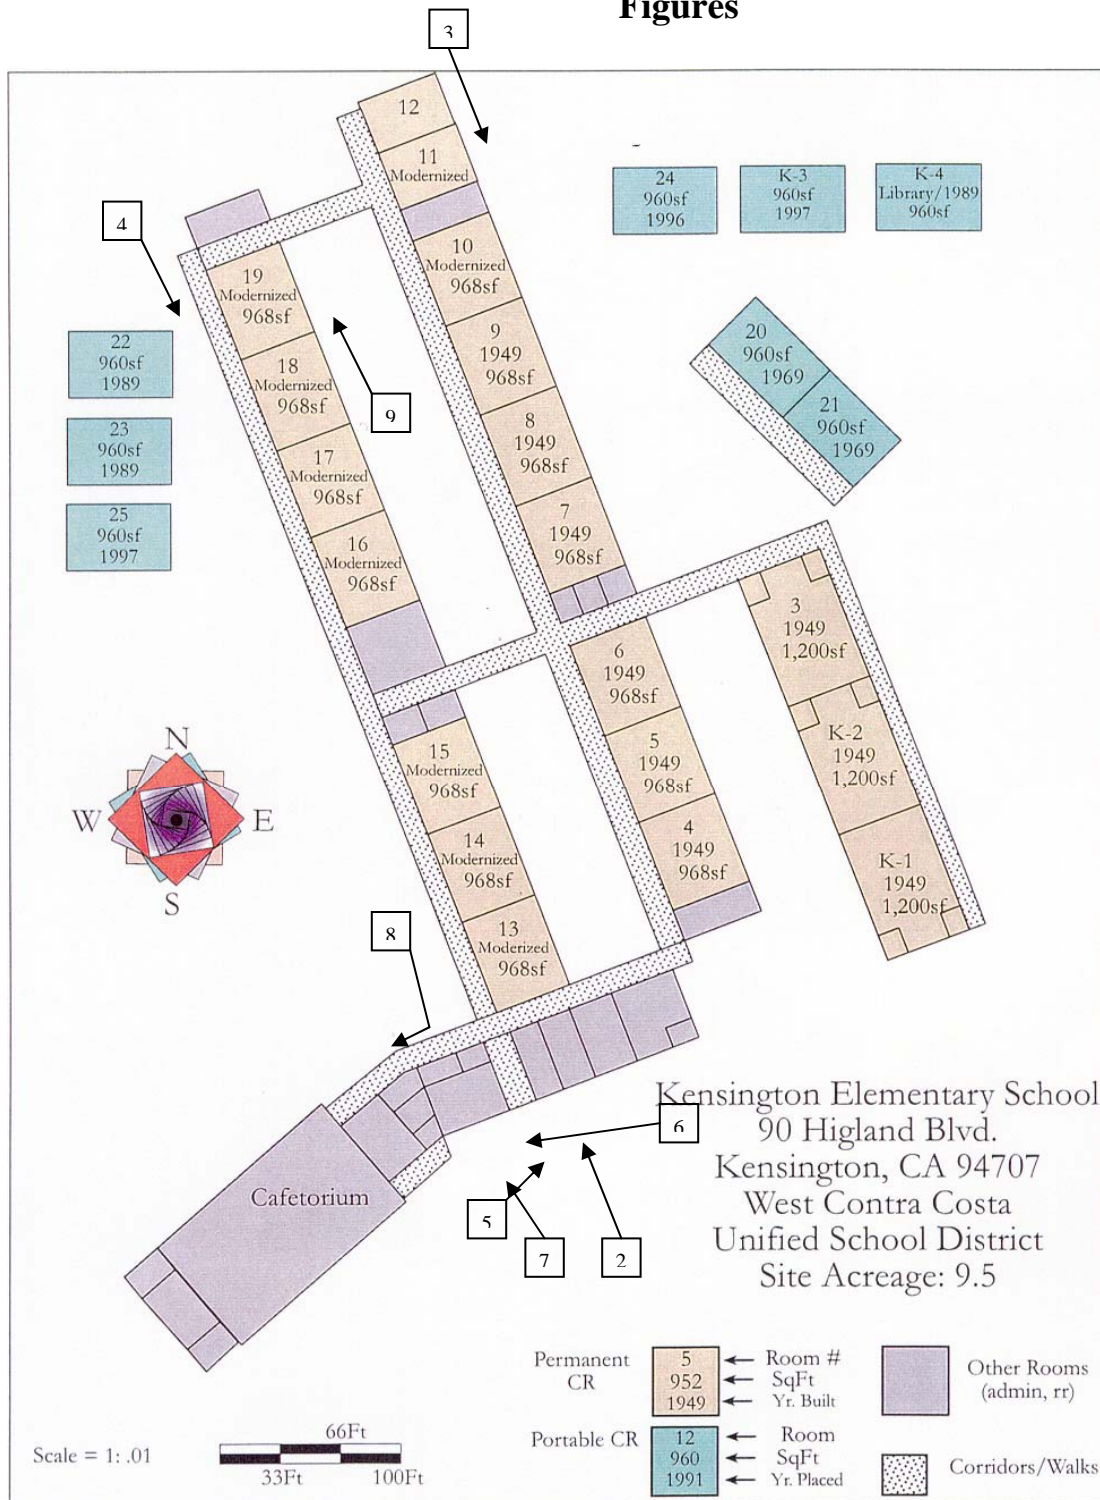 Figures
3
12
11
Modernized
4
10
Modernized
968sf
24
960sf
1996
K-3
960sf
1997
K-4
Library/1989
960sf
19
Modernized
968sf
9
1949
968sf
20
960sf
1969
22
960sf
1989
18
Modernized
968sf
9
8
1949
968sf
21
960sf
1969
23
960sf
1989
17
Modernized
968sf
7
1949
968sf
25
960sf
1997
16
Modernized
968sf
3
1949
1,200sf
6
1949
968sf
N
W
E
S
15
Modernized
968sf
5
1949
968sf
K-2
1949
1,200sf
14
Modernized
968sf
4
1949
968sf
K-1
1949
1,200sf
8
13
Moderized
968sf
Kensington Elementary School
90 Higland Blvd.
Kensington, CA 94707
West Contra Costa
Unified School District
Site Acreage: 9.5
6
Cafetorium
5
7
2
Permanent
CR
5
952
1949
Room #
SqFt
Yr. Built
Other Rooms
(admin, rr)
Portable CR
12
960
1991
Room
SqFt
Yr. Placed
Corridors/Walks
Scale = 1: .01
66Ft
33Ft
100Ft